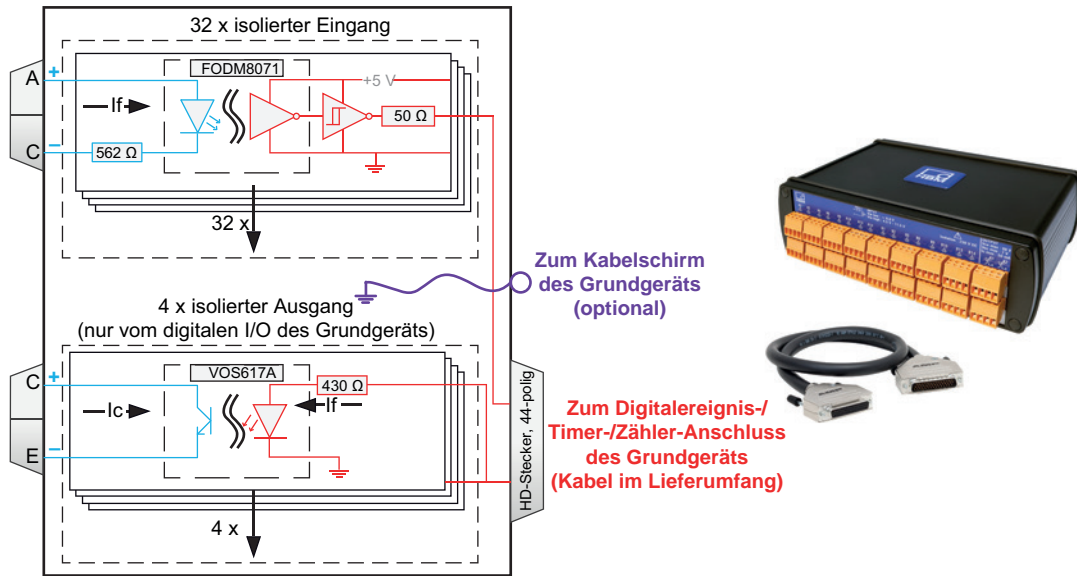 32 x isolierter Eingang
FODM8071
+5 V
A
+
If
50 Ω
C
−
562 Ω
32 x
Zum Kabelschirm
des Grundgeräts
(optional)
4 x isolierter Ausgang
(nur vom digitalen I/O des Grundgeräts)
VOS617A
430 Ω
C
+
Ic
If
E
−
4 x
HD-Stecker, 44-polig
Zum Digitalereignis-/
Timer-/Zähler-Anschluss
des Grundgeräts
(Kabel im Lieferumfang)
HBM